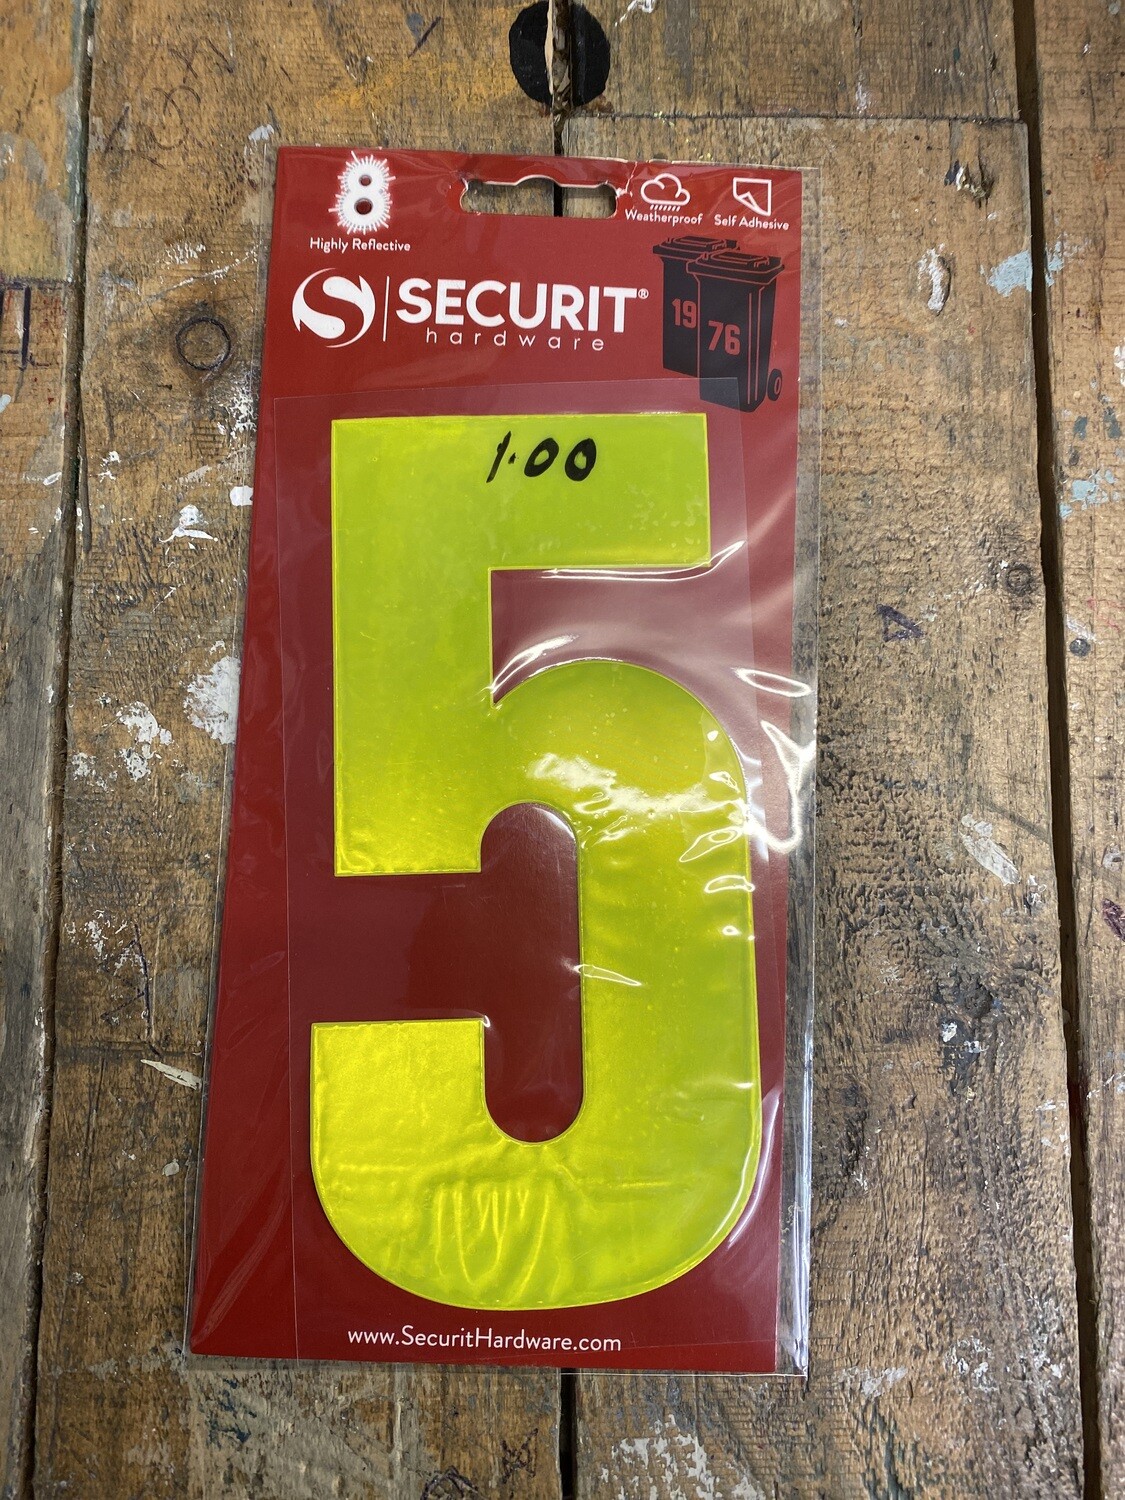 8
Highly Reflective
Weatherproof
Self Adhesive
SECURIT®
hardware
19
76
1.00
5
www.SecuritHardware.com